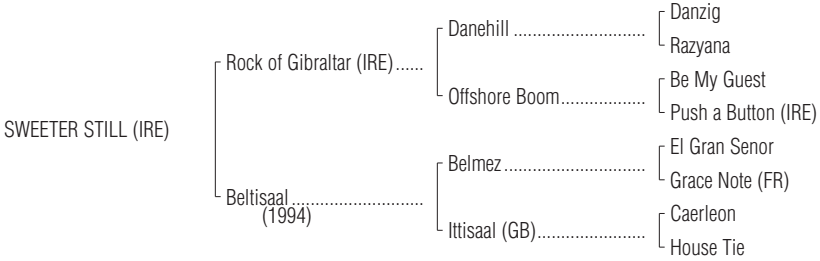 Danzig
Danehill ..............................
Razyana
Rock of Gibraltar (IRE)......
Be My Guest
Offshore Boom...................
Push a Button (IRE)
SWEETER STILL (IRE)
El Gran Senor
Belmez ...............................
Grace Note (FR)
Beltisaal .............................
(1994)
Caerleon
Ittisaal (GB)........................
House Tie